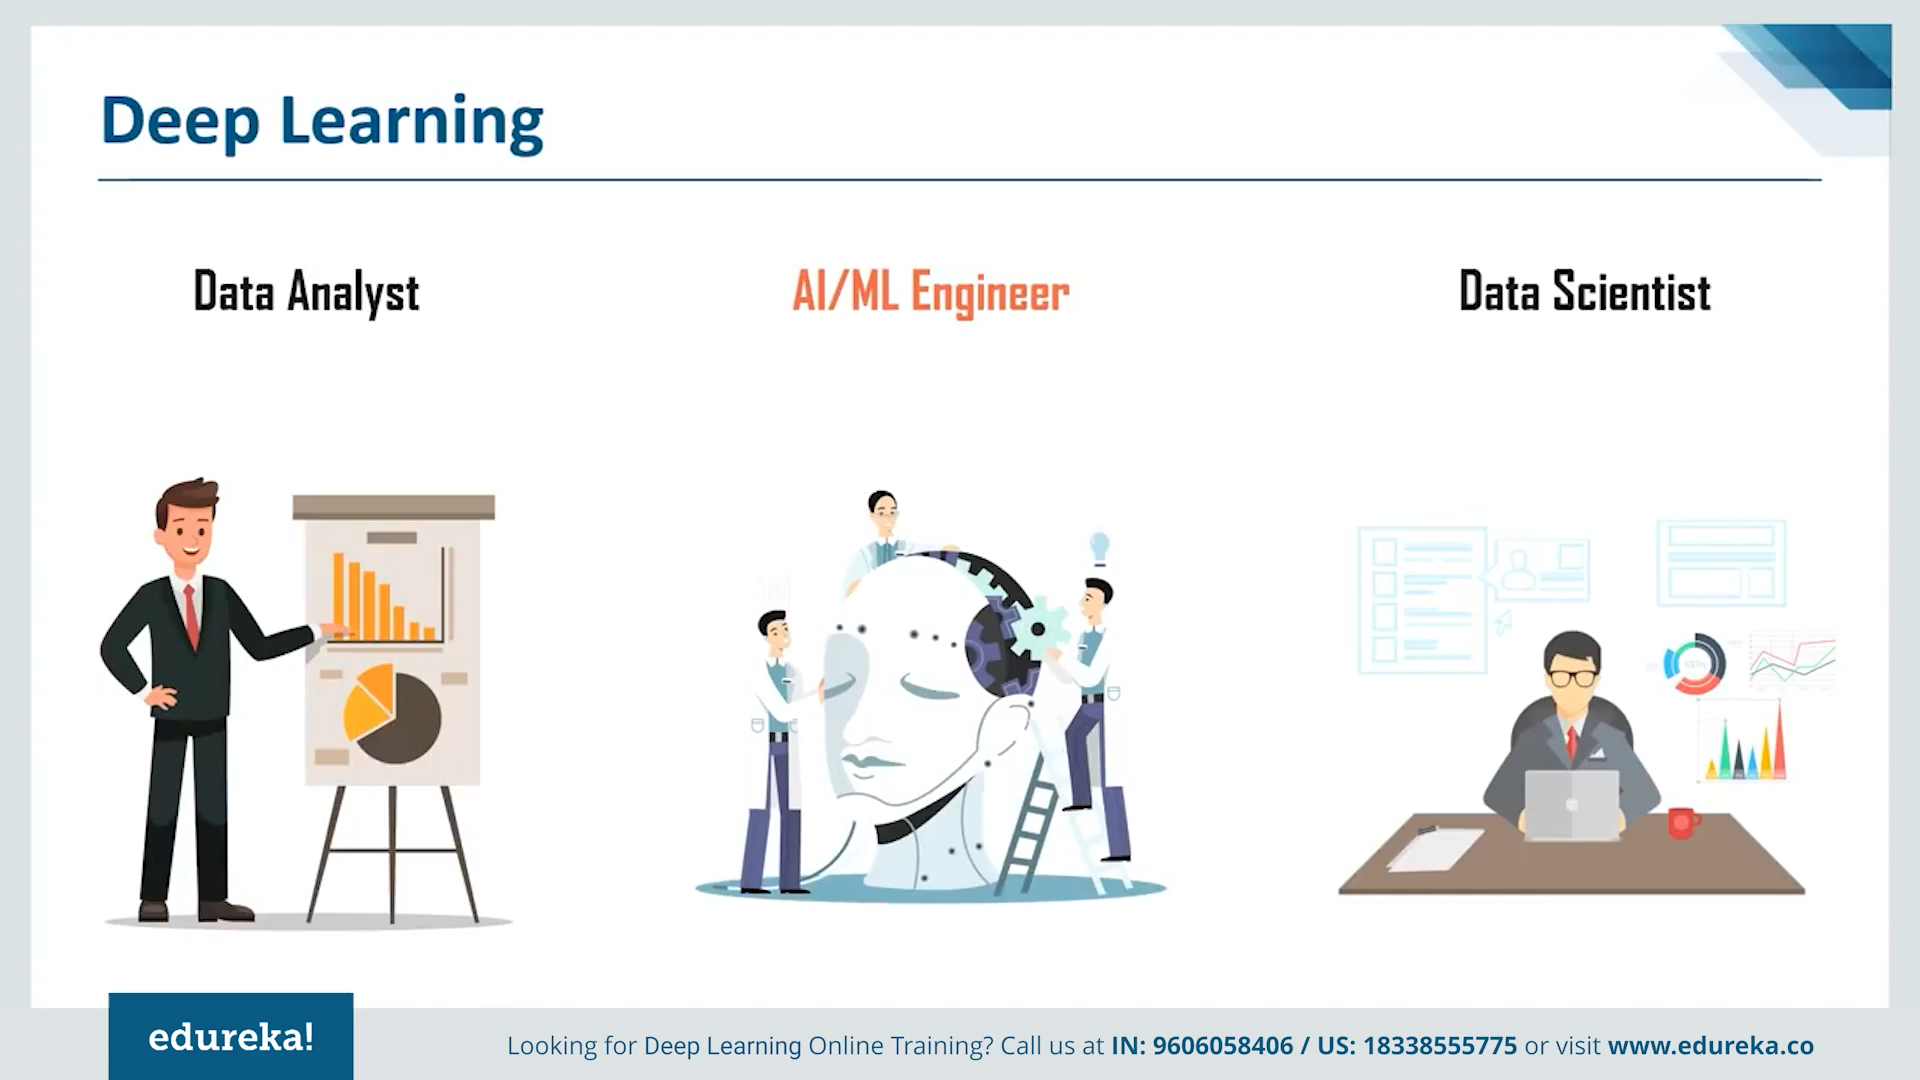 Deep Learning
Data Analyst
AI/ML Engineer
Data Scientist
100%
edureka!
Looking for Deep Learning Online Training? Call us at IN: 9606058406 / US: 18338555775 or visit www.edureka.co